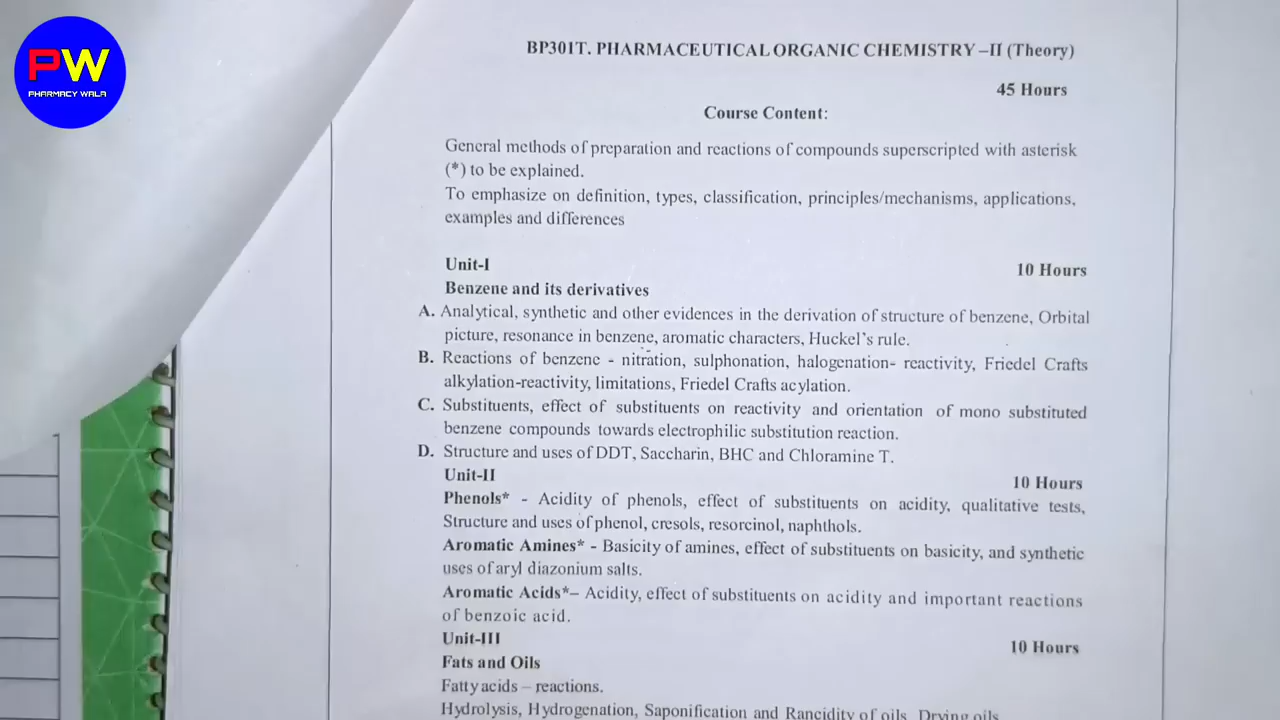 PW
PHARMACY WALA
BP301T. PHARMACEUTICAL ORGANIC CHEMISTRY –II (Theory)
45 Hours
Course Content:
General methods of preparation and reactions of compounds superscripted with asterisk
(*) to be explained.
To emphasize on definition, types, classification, principles/mechanisms, applications,
examples and differences
Unit-I
10 Hours
Benzene and its derivatives
A. Analytical, synthetic and other evidences in the derivation of structure of benzene, Orbital
picture, resonance in benzene, aromatic characters, Huckel's rule.
B. Reactions of benzene - nitration, sulphonation, halogenation- reactivity, Friedel Crafts
alkylation-reactivity, limitations, Friedel Crafts acylation.
C. Substituents, effect of substituents on reactivity and orientation of mono substituted
benzene compounds towards electrophilic substitution reaction.
D. Structure and uses of DDT, Saccharin, BHC and Chloramine T.
Unit-II
10 Hours
Phenols* - Acidity of phenols, effect of substituents on acidity, qualitative tests,
Structure and uses of phenol, cresols, resorcinol, naphthols.
Aromatic Amines* - Basicity of amines, effect of substituents on basicity, and synthetic
uses of aryl diazonium salts.
Aromatic Acids*– Acidity, effect of substituents on acidity and important reactions
of benzoic acid.
Unit-III
10 Hours
Fats and Oils
Fatty acids – reactions.
Hydrolysis, Hydrogenation, Saponification and Rancidity of oils, Drying oils